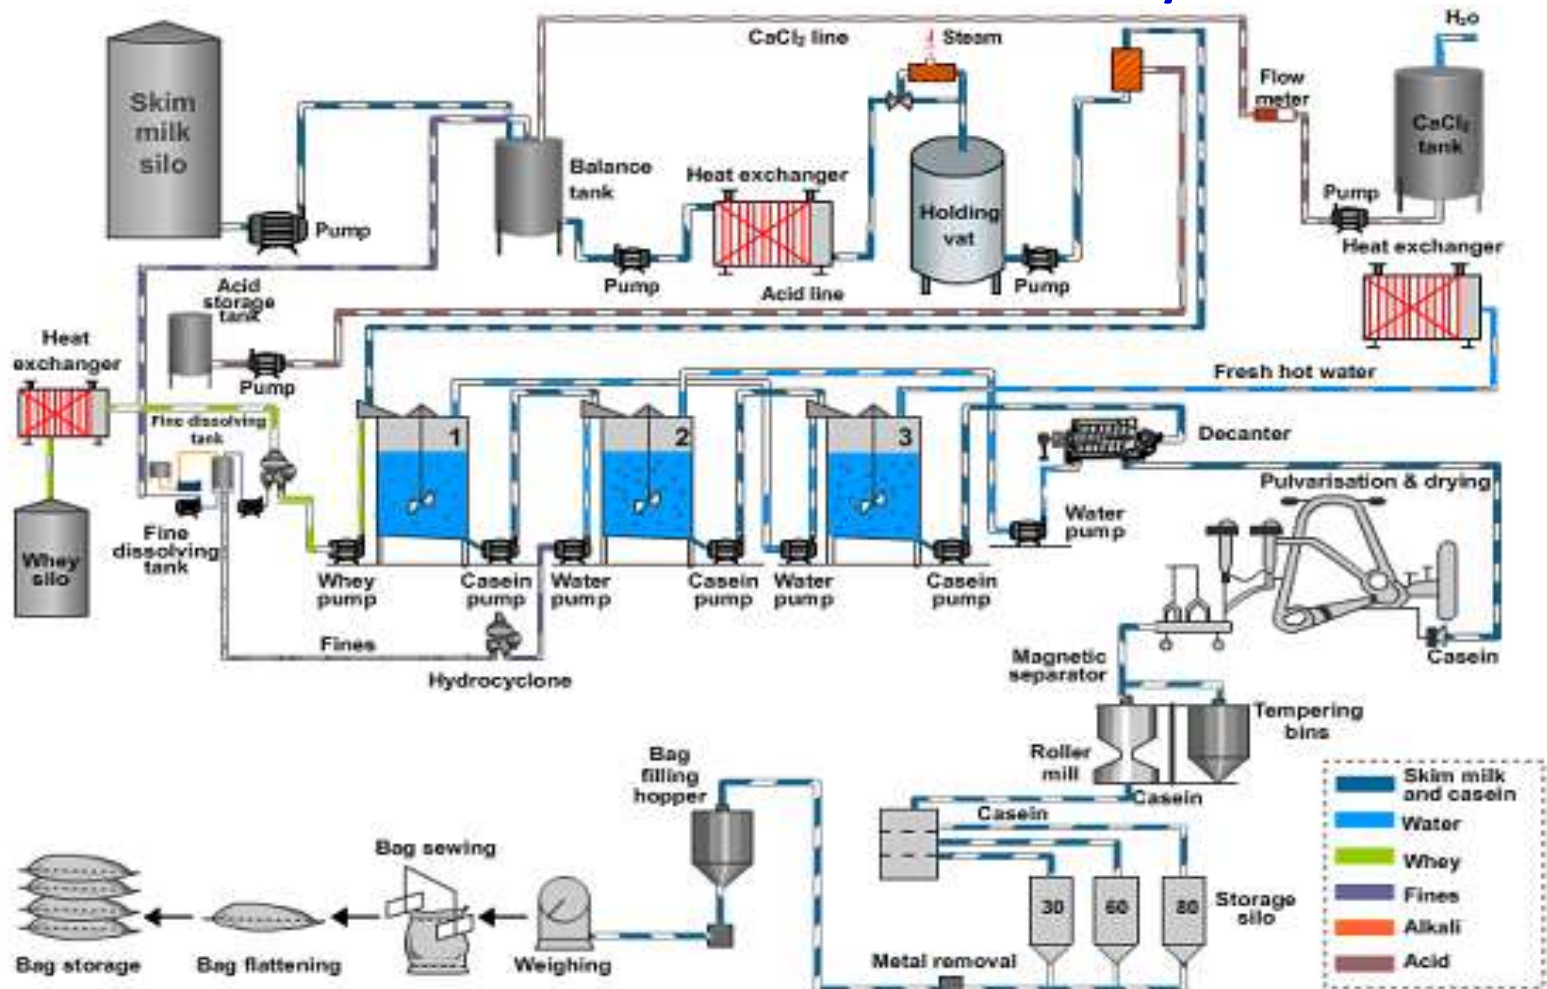 H₂o
CaCl₂ line
Steam
Flow
meter
Skim
milk
silo
CaCl₂
tank
Balance
tank
Heat exchanger
Pump
Pump
Holding
vat
Pump
Pump
Heat exchanger
Acid
storage
tank
Acid line
Heat
exchanger
Pump
Fresh hot water
Fine dissolving
tank
1
2
3
Decanter
Pulvarisation & drying
Water
pump
Fine
dissolving
tank
Whey
silo
Whey
pump
Casein
pump
Water
pump
Casein
pump
Water
pump
Casein
pump
Fines
Hydrocyclone
Casein
Magnetic
separator
Tempering
bins
Roller
mill
Bag
filling
hopper
Casein
Casein
Skim milk
and casein
Water
Whey
Fines
Alkali
Acid
Bag sewing
30
60
80
Storage
silo
Bag storage
Bag flattening
Weighing
Metal removal